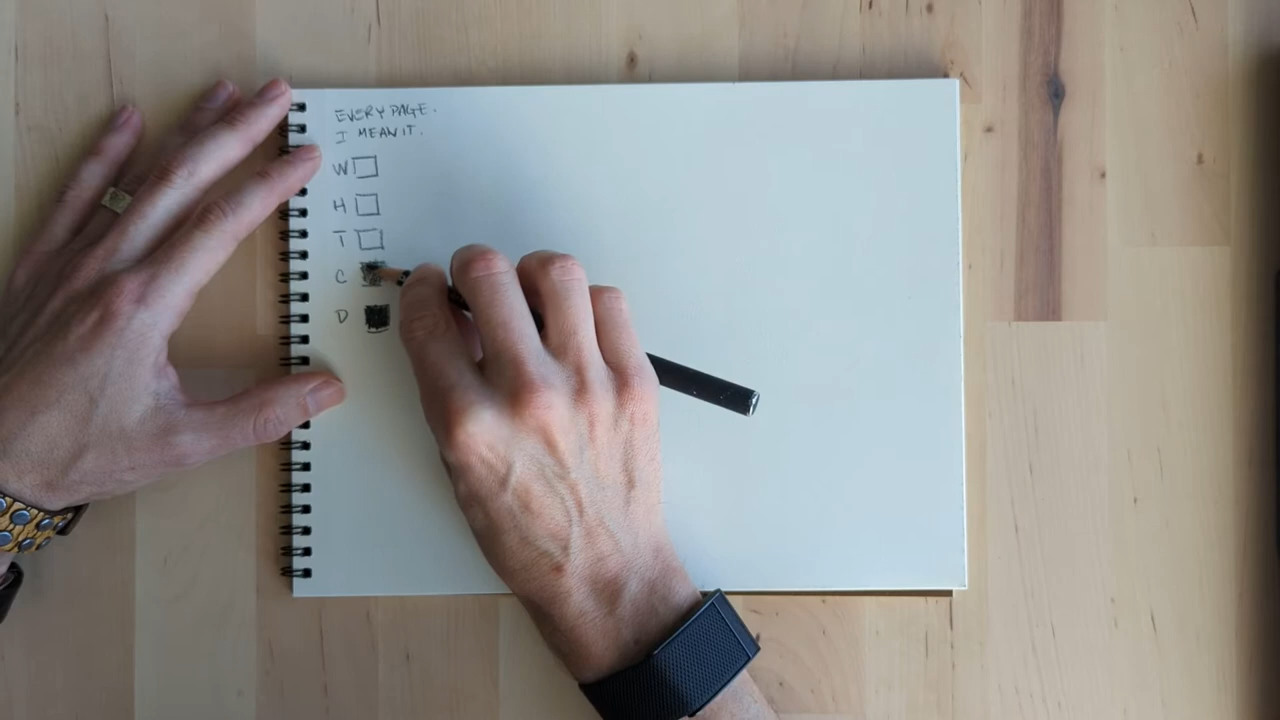 EVERY PAGE.
I MEAN IT.
W
H
T
C
D